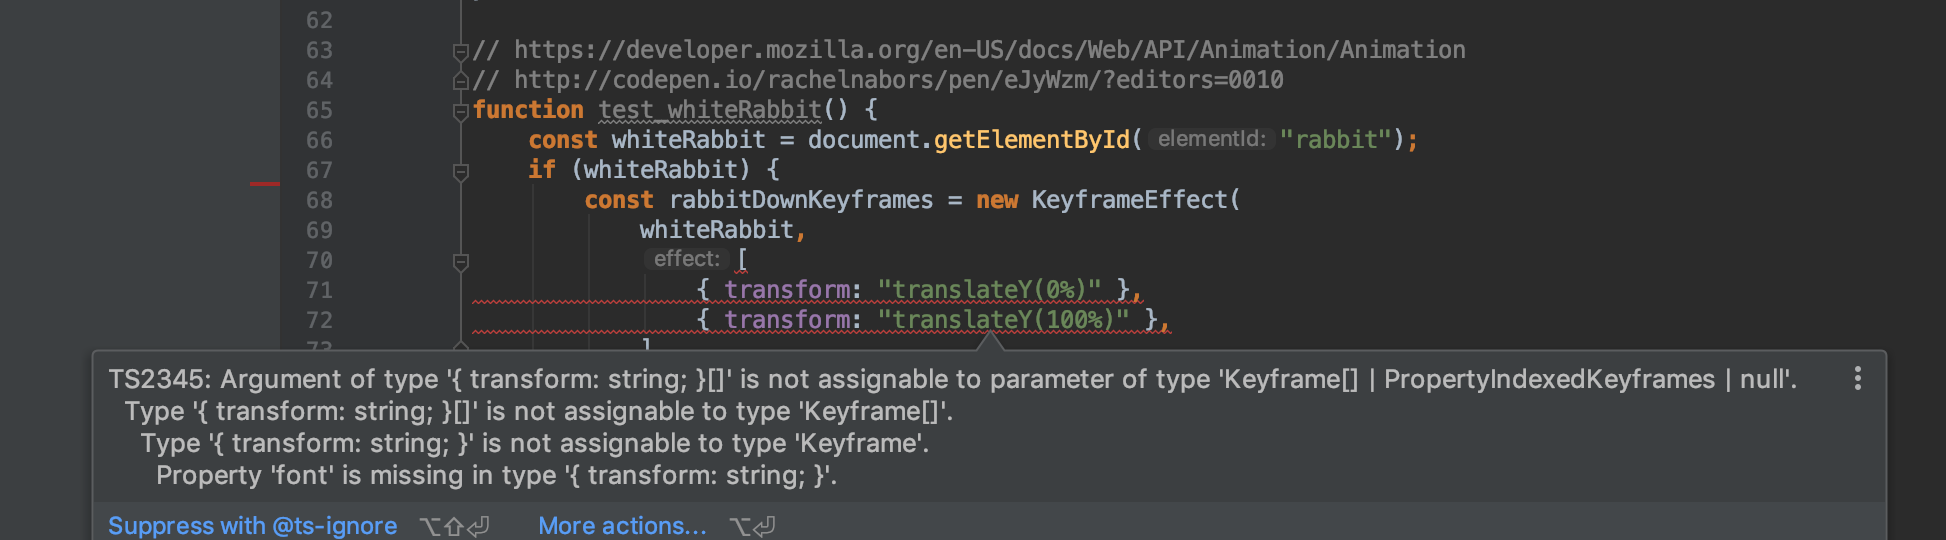 62
63 // https://developer.mozilla.org/en-US/docs/Web/API/Animation/Animation
64 // http://codepen.io/rachelnabors/pen/eJyWzm/?editors=0010
65 function test_whiteRabbit() {
66 const whiteRabbit = document.getElementById( elementId: "rabbit");
67 if (whiteRabbit) {
68 const rabbitDownKeyframes = new KeyframeEffect(
69 whiteRabbit,
70 effect: [
71 { transform: "translateY(0%)" },
72 { transform: "translateY(100%)" },
73 ]
TS2345: Argument of type '{ transform: string; }[]' is not assignable to parameter of type 'Keyframe[] | PropertyIndexedKeyframes | null'.
Type '{ transform: string; }[]' is not assignable to type 'Keyframe[]'.
Type '{ transform: string; }' is not assignable to type 'Keyframe'.
Property 'font' is missing in type '{ transform: string; }'.
Suppress with @ts-ignore ⌥⇧⏎ More actions... ⌥⏎